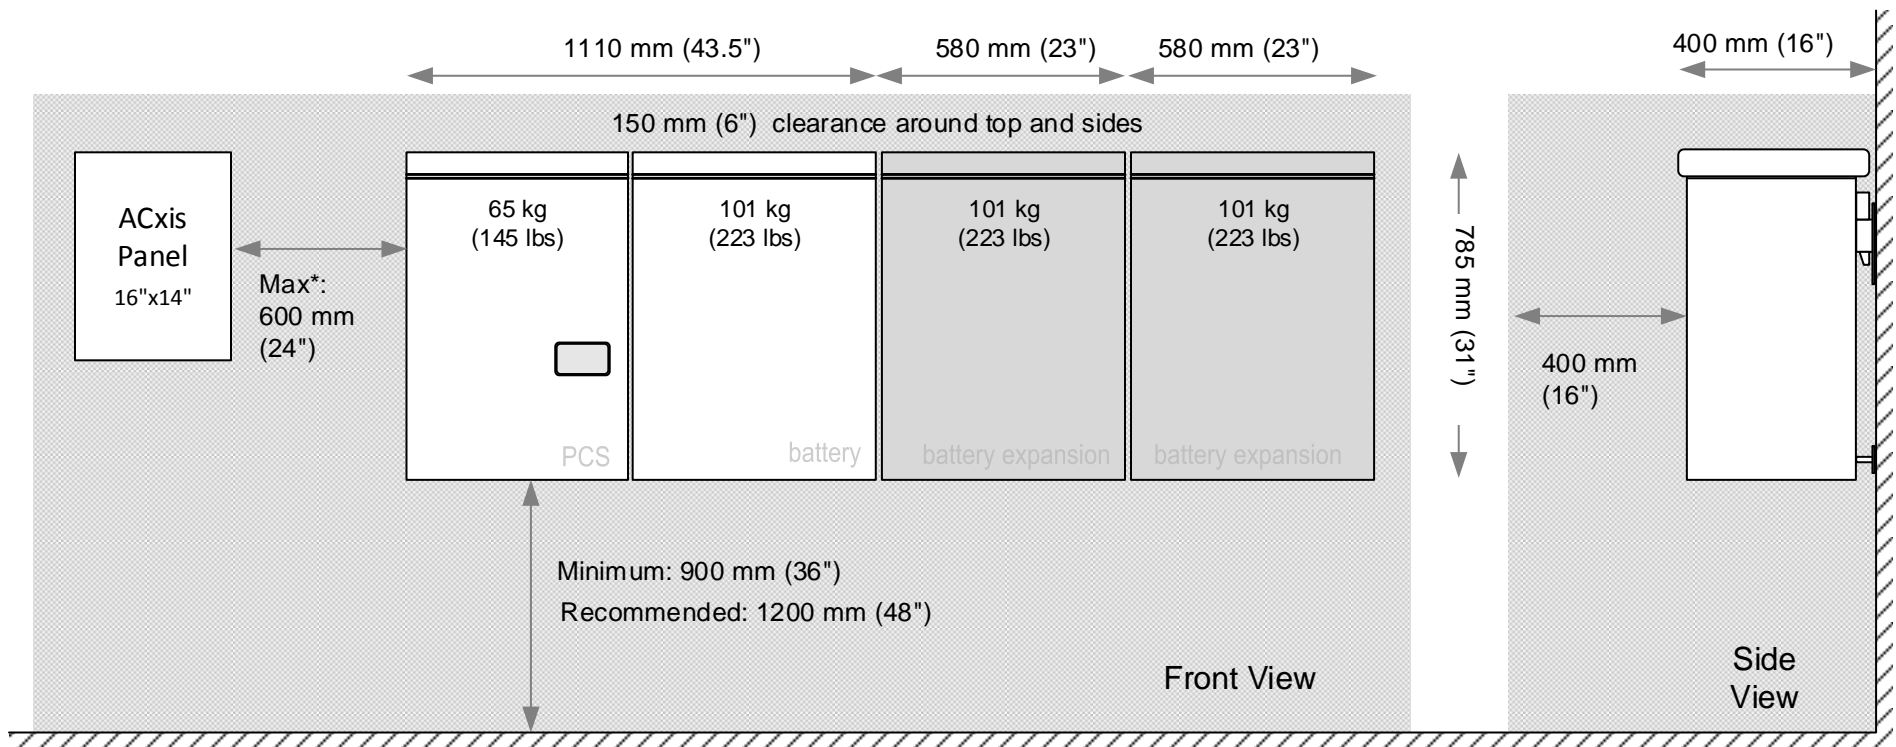 1110 mm (43.5")
580 mm (23")
580 mm (23")
400 mm (16")
150 mm (6")  clearance around top and sides
ACxis
Panel
16"x14"
Max*:
600 mm
(24")
65 kg
(145 lbs)
PCS
101 kg
(223 lbs)
battery
101 kg
(223 lbs)
battery expansion
101 kg
(223 lbs)
battery expansion
785 mm (31")
400 mm
(16")
Minimum: 900 mm (36")
Recommended: 1200 mm (48")
Front View
Side
View